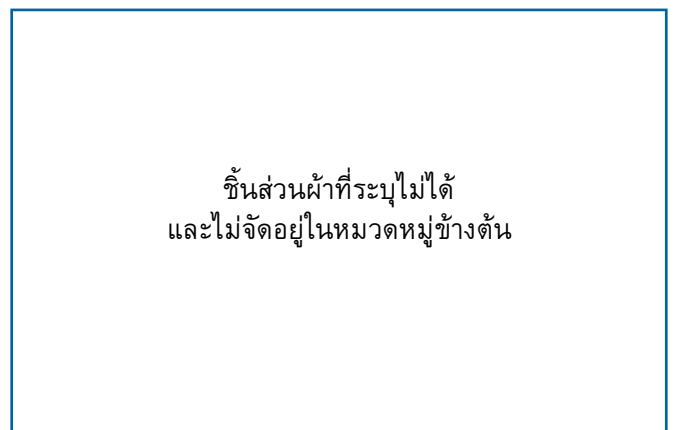 ชิ้นส่วนผ้าที่ระบุไม่ได้
และไม่จัดอยู่ในหมวดหมู่ข้างต้น